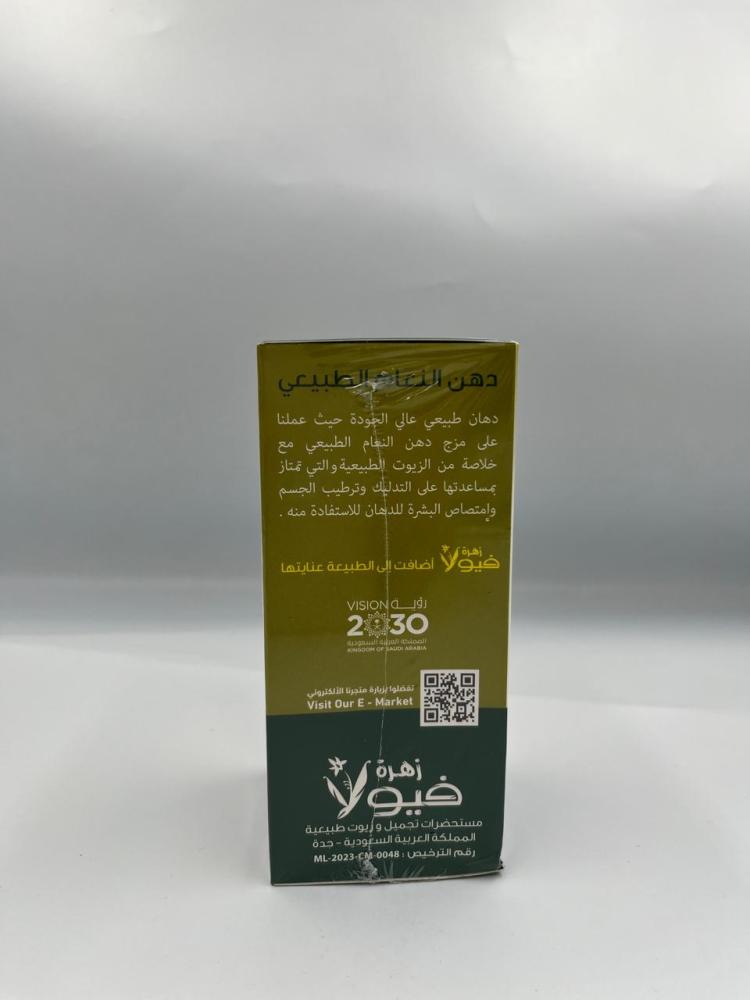 دهن النعام الطبيعي
دهان طبيعي عالي الجودة حيث عملنا
على مزج دهن النعام الطبيعي مع
خلاصة من الزيوت الطبيعية والتي تمتاز
بمساعدتها على التدليك وترطيب الجسم
وإمتصاص البشرة للدهان للاستفادة منه .
زهرة فيولا أضافت إلى الطبيعة عنايتها
VISION رؤيــة
2030
المملكة العربية السعودية
KINGDOM OF SAUDI ARABIA
تفضلوا بزيارة متجرنا الألكتروني
Visit Our E - Market
زهرة
فيولا
مستحضرات تجميل وزيوت طبيعية
المملكة العربية السعودية - جدة
رقم الترخيص : ML-2023-CM-0048